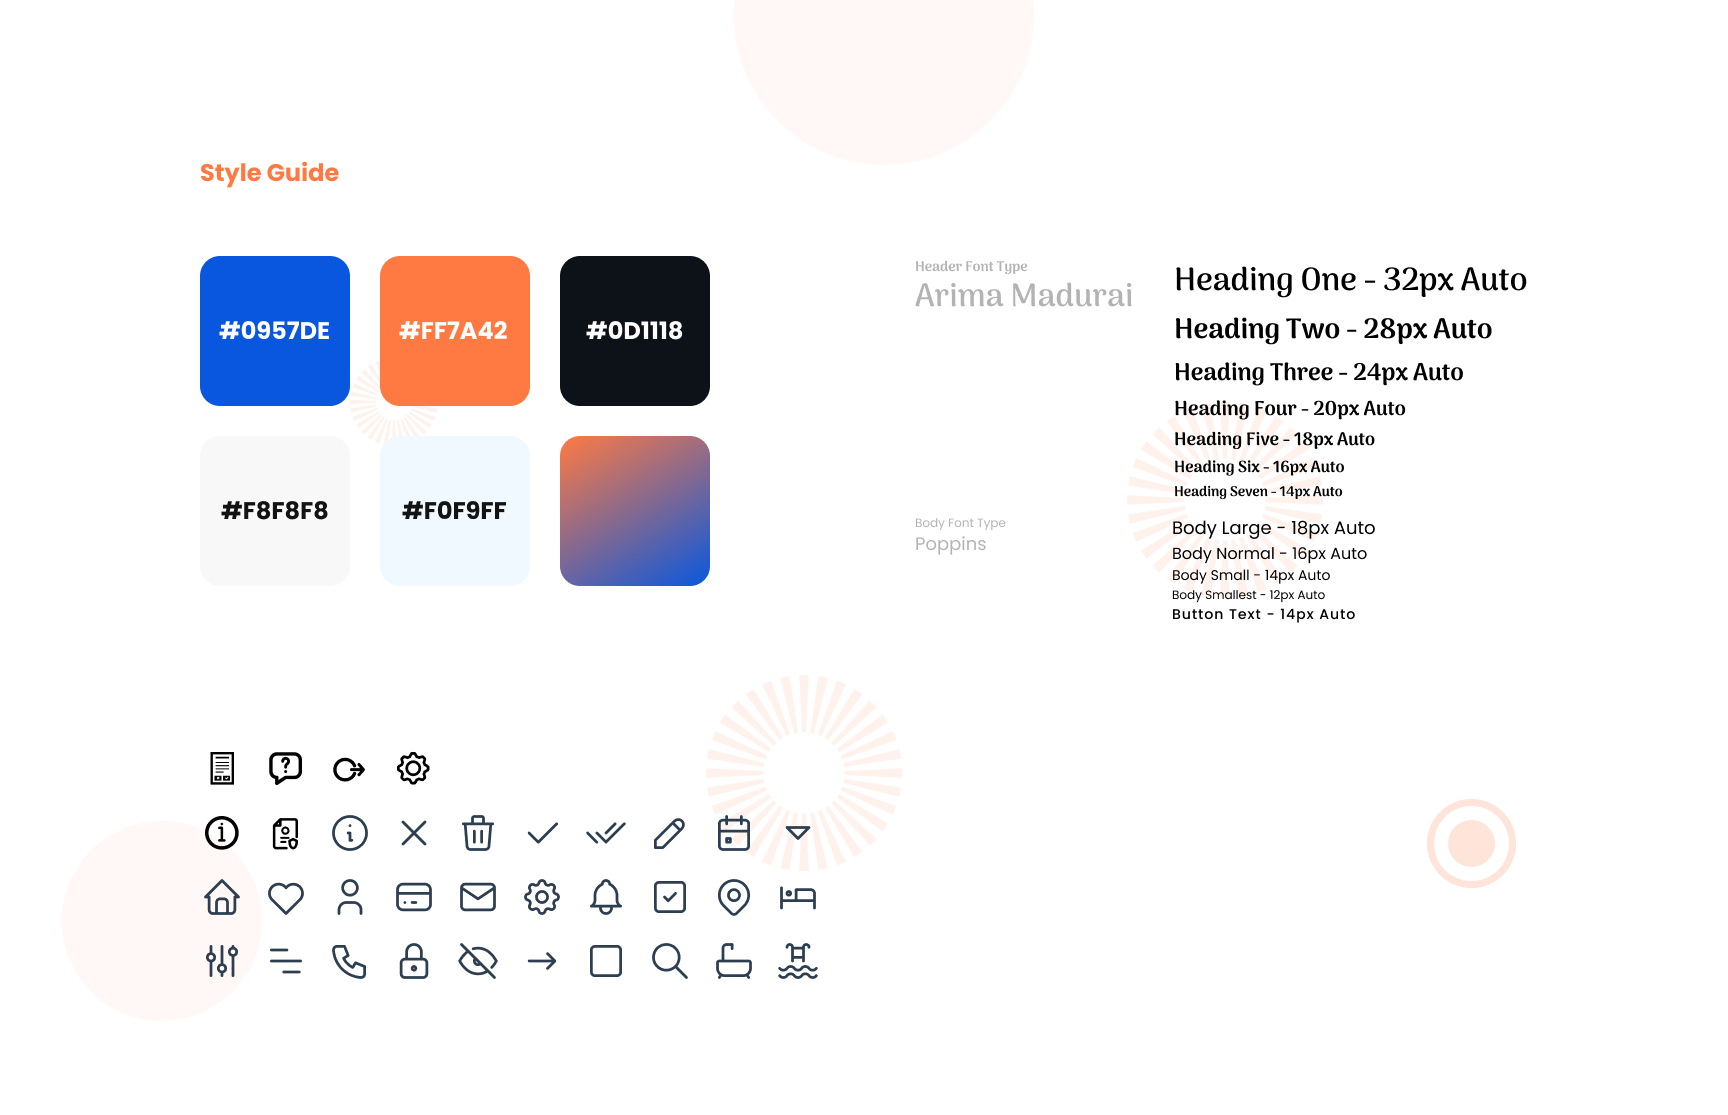 Style Guide
#0957DE
#FF7A42
#0D1118
#F8F8F8
#F0F9FF
Header Font Type
Arima Madurai
Heading One - 32px Auto
Heading Two - 28px Auto
Heading Three - 24px Auto
Heading Four - 20px Auto
Heading Five - 18px Auto
Heading Six - 16px Auto
Heading Seven - 14px Auto
Body Font Type
Poppins
Body Large - 18px Auto
Body Normal - 16px Auto
Body Small - 14px Auto
Body Smallest - 12px Auto
Button Text - 14px Auto